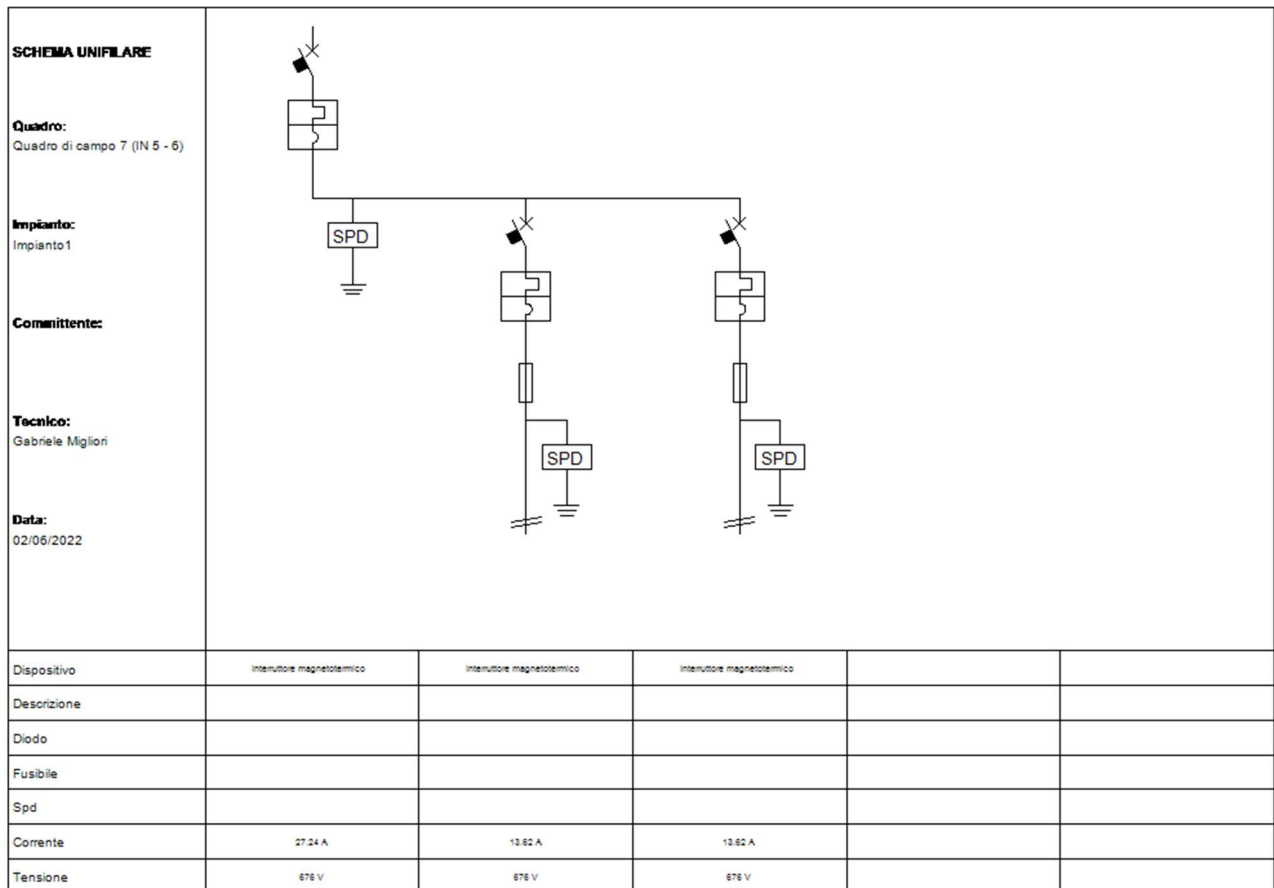 SCHEMA UNIFILARE
Quadro:
Quadro di campo 7 (IN 5 - 6)
Impianto:
Impianto1
Committente:
Tecnico:
Gabriele Migliori
Data:
02/06/2022
SPD
SPD
SPD
Dispositivo Interruttore magnetotermico Interruttore magnetotermico Interruttore magnetotermico
Descrizione
Diodo
Fusibile
Spd
Corrente 27.24 A 13.62 A 13.62 A
Tensione 676 V 676 V 676 V